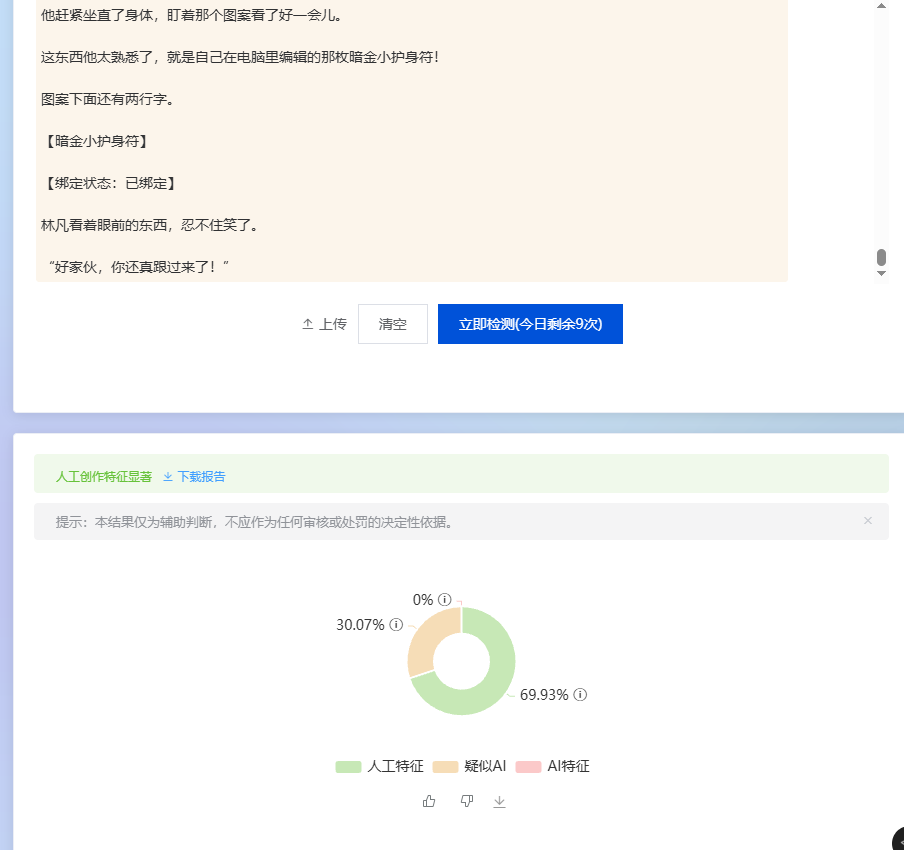 他赶紧坐直了身体，盯着那个图案看了好一会儿。
这东西他太熟悉了，就是自己在电脑里编辑的那枚暗金小护身符！
图案下面还有两行字。
【暗金小护身符】
【绑定状态：已绑定】
林凡看着眼前的东西，忍不住笑了。
“好家伙，你还真跟过来了！”
上传 清空 立即检测(今日剩余9次)
人工创作特征显著 下载报告
提示：本结果仅为辅助判断，不应作为任何审核或处罚的决定性依据。
0%
30.07%
69.93%
人工特征 疑似AI AI特征